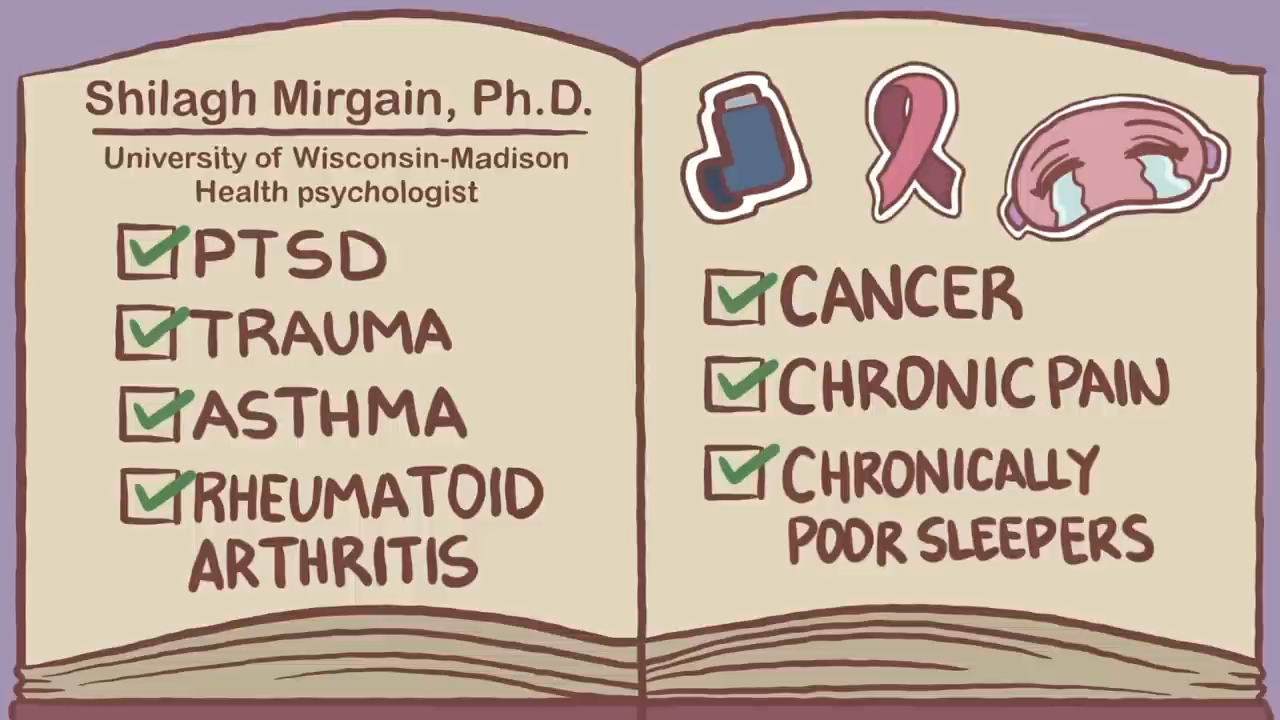 Shilagh Mirgain, Ph.D.
University of Wisconsin-Madison
Health psychologist
PTSD
TRAUMA
ASTHMA
RHEUMATOID
ARTHRITIS
CANCER
CHRONIC PAIN
CHRONICALLY
POOR SLEEPERS